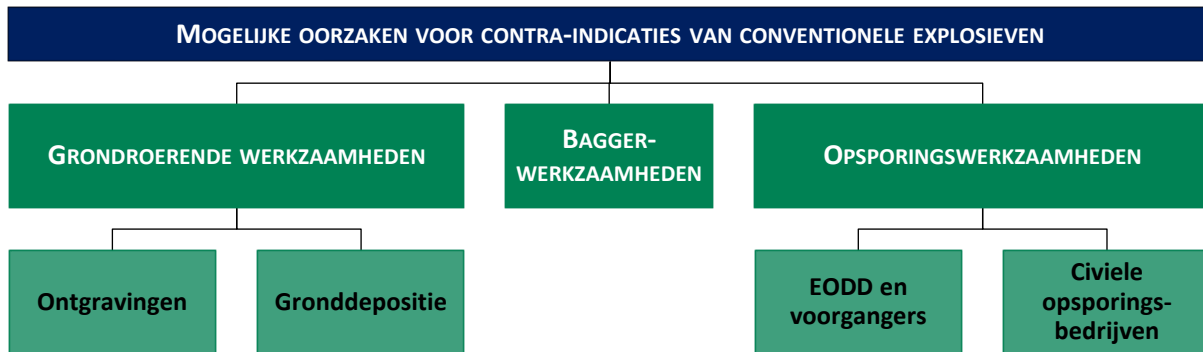 MOGELIJKE OORZAKEN VOOR CONTRA-INDICATIES VAN CONVENTIONELE EXPLOSIEVEN
GRONDROERENDE WERKZAAMHEDEN
BAGGER-
WERKZAAMHEDEN
OPSPORINGSWERKZAAMHEDEN
Ontgravingen
Gronddepositie
EODD en
voorgangers
Civiele
opsporings-
bedrijven